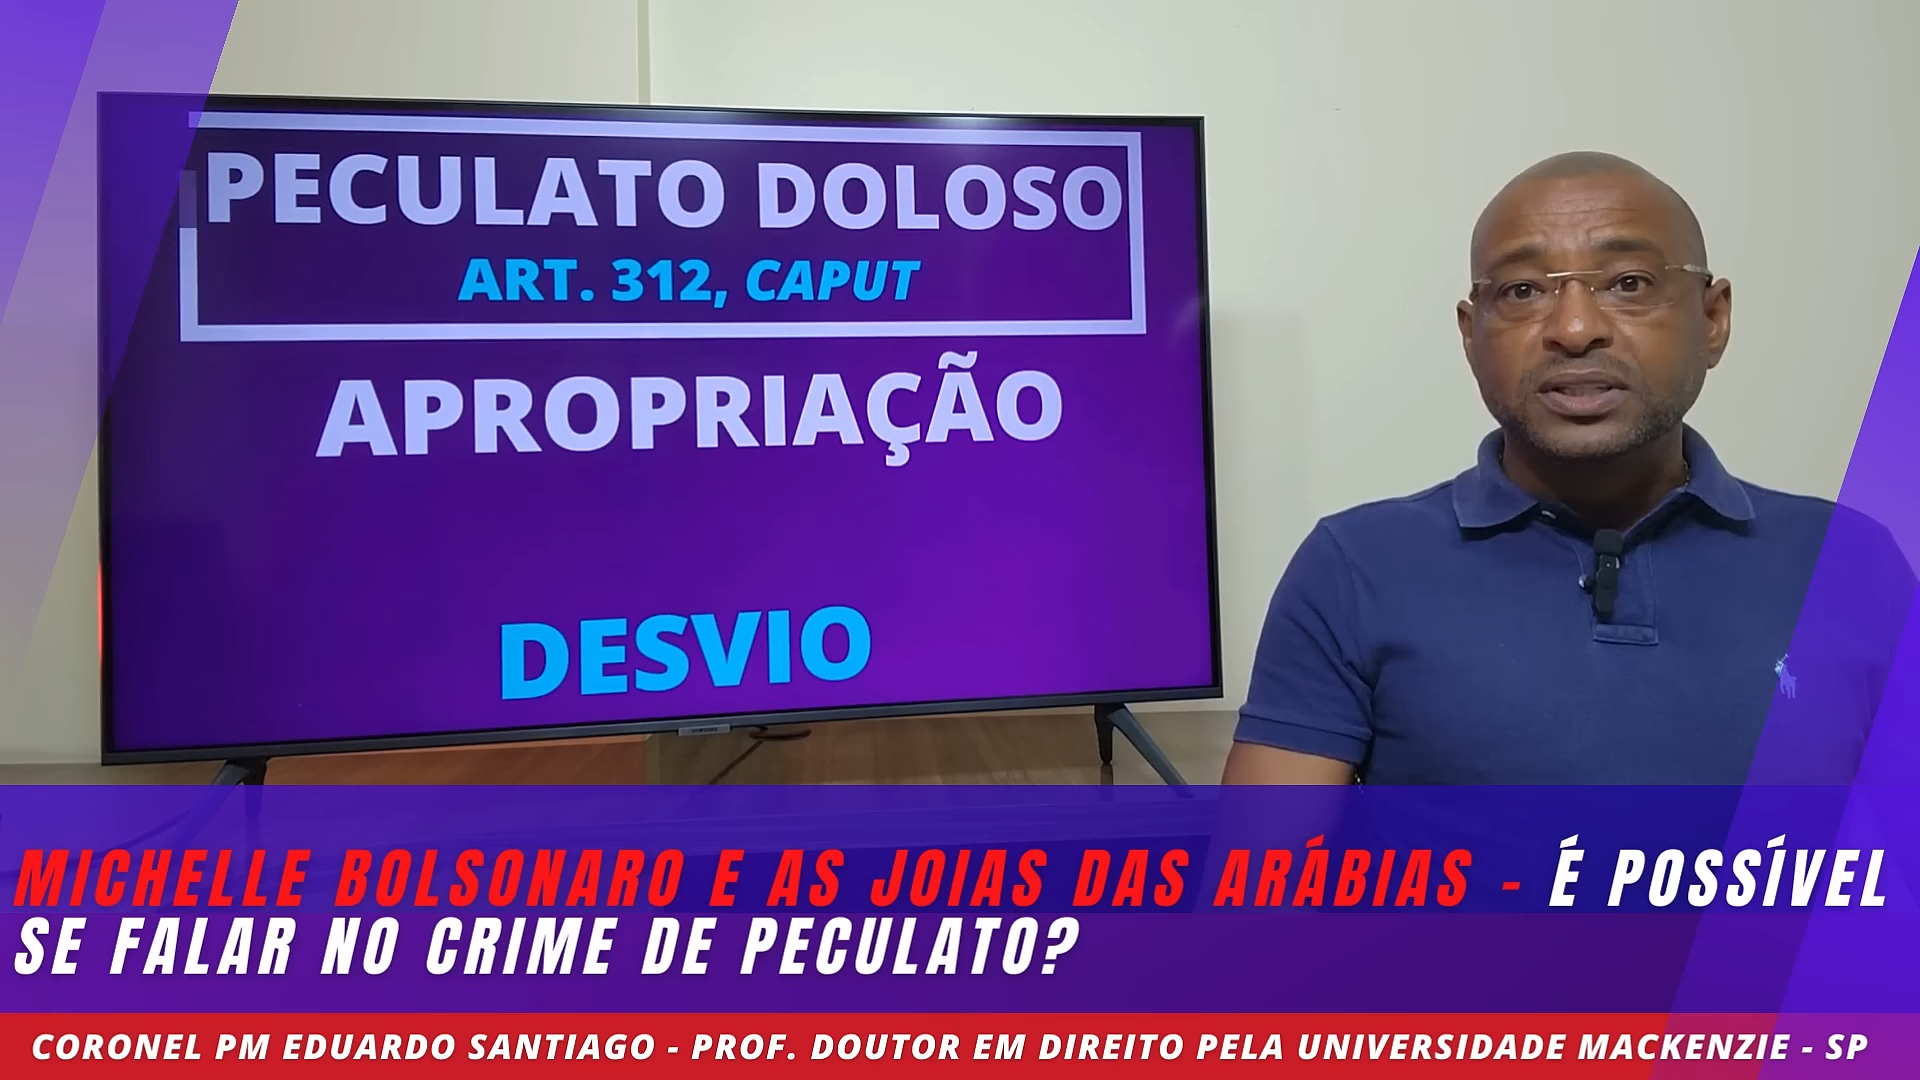 PECULATO DOLOSO
ART. 312, CAPUT
APROPRIAÇÃO
DESVIO
SAMSUNG
MICHELLE BOLSONARO E AS JOIAS DAS ARÁBIAS - É POSSÍVEL
SE FALAR NO CRIME DE PECULATO?
CORONEL PM EDUARDO SANTIAGO - PROF. DOUTOR EM DIREITO PELA UNIVERSIDADE MACKENZIE - SP